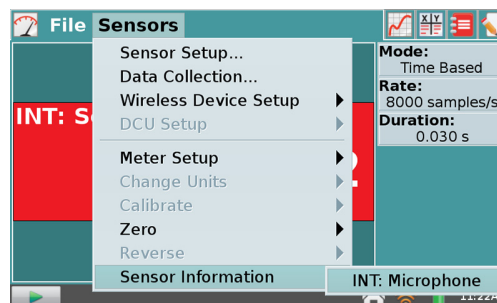 File Sensors
Sensor Setup...
Data Collection...
Wireless Device Setup
DCU Setup
Meter Setup
Change Units
Calibrate
Zero
Reverse
Sensor Information
INT: Microphone
INT: S
Mode:
Time Based
Rate:
8000 samples/s
Duration:
0.030 s
X Y